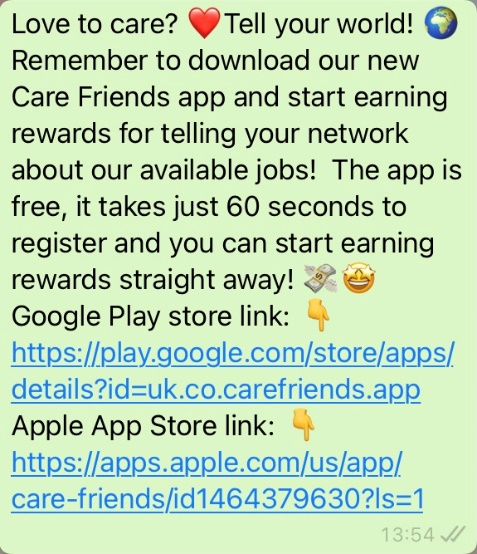 Love to care? ❤️Tell your world! 🌍
Remember to download our new
Care Friends app and start earning
rewards for telling your network
about our available jobs!  The app is
free, it takes just 60 seconds to
register and you can start earning
rewards straight away! 💸🤩
Google Play store link: 👇
https://play.google.com/store/apps/
details?id=uk.co.carefriends.app
Apple App Store link: 👇
https://apps.apple.com/us/app/
care-friends/id1464379630?ls=1
13:54